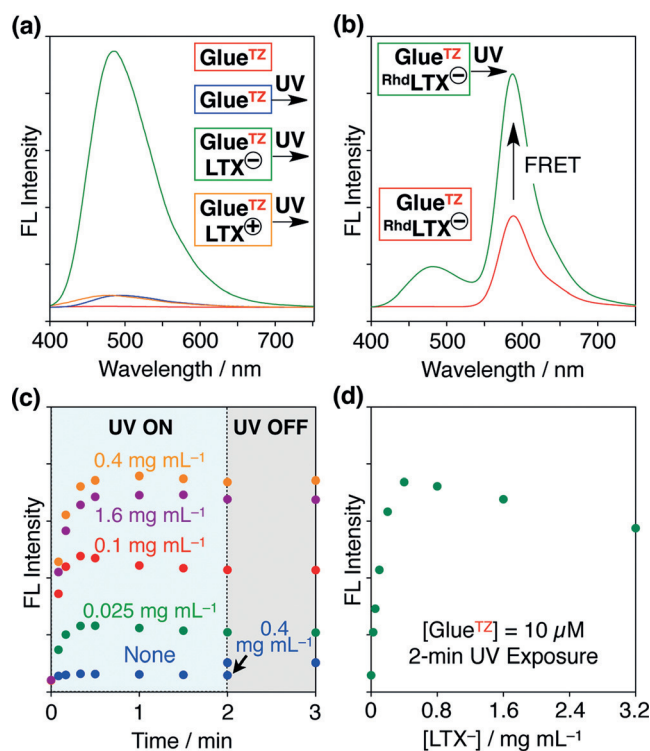 (a)
Glue^TZ
Glue^TZ UV
Glue^TZ UV
LTX⊖
Glue^TZ UV
LTX⊕
FL Intensity
400 500 600 700
Wavelength / nm
(b)
Glue^TZ UV
RhdLTX⊖
FRET
Glue^TZ
RhdLTX⊖
FL Intensity
400 500 600 700
Wavelength / nm
(c)
UV ON UV OFF
0.4 mg mL⁻¹
1.6 mg mL⁻¹
0.1 mg mL⁻¹
0.025 mg mL⁻¹
None
0.4
mg mL⁻¹
FL Intensity
0 1 2 3
Time / min
(d)
[Glue^TZ] = 10 µM
2-min UV Exposure
FL Intensity
0 0.8 1.6 2.4 3.2
[LTX⁻] / mg mL⁻¹